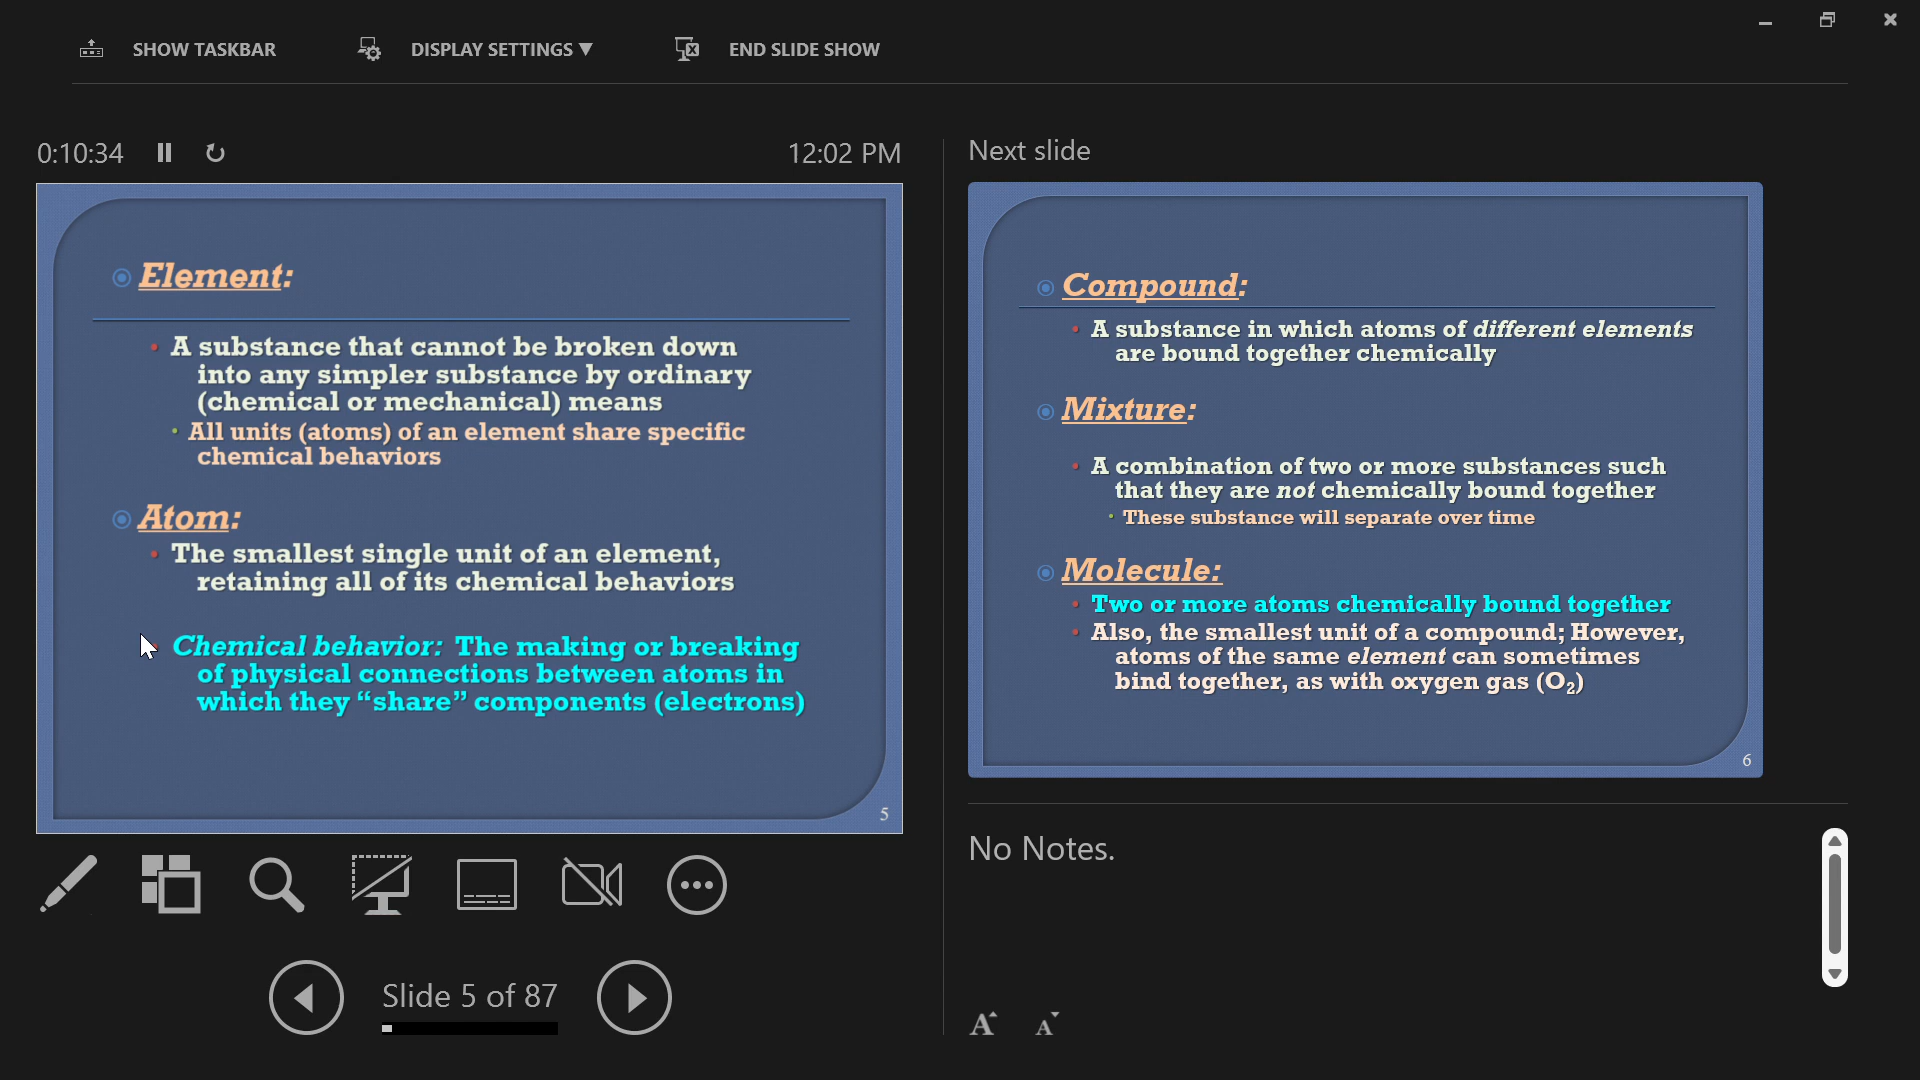 SHOW TASKBAR
DISPLAY SETTINGS ▼
END SLIDE SHOW
0:10:34
12:02 PM
Element:
A substance that cannot be broken down
into any simpler substance by ordinary
(chemical or mechanical) means
All units (atoms) of an element share specific
chemical behaviors
Atom:
The smallest single unit of an element,
retaining all of its chemical behaviors
Chemical behavior: The making or breaking
of physical connections between atoms in
which they “share” components (electrons)
5
Slide 5 of 87
Next slide
Compound:
A substance in which atoms of different elements
are bound together chemically
Mixture:
A combination of two or more substances such
that they are not chemically bound together
These substance will separate over time
Molecule:
Two or more atoms chemically bound together
Also, the smallest unit of a compound; However,
atoms of the same element can sometimes
bind together, as with oxygen gas (O₂)
6
No Notes.
A A